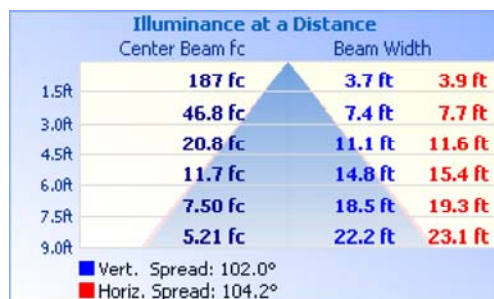 Illuminance at a Distance
Center Beam fc Beam Width
1.5ft 187 fc 3.7 ft 3.9 ft
3.0ft 46.8 fc 7.4 ft 7.7 ft
4.5ft 20.8 fc 11.1 ft 11.6 ft
6.0ft 11.7 fc 14.8 ft 15.4 ft
7.5ft 7.50 fc 18.5 ft 19.3 ft
9.0ft 5.21 fc 22.2 ft 23.1 ft
Vert. Spread: 102.0°
Horiz. Spread: 104.2°